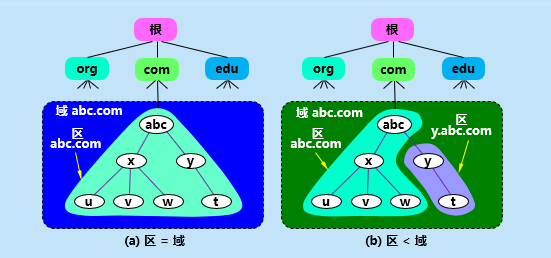 根
org
com
edu
域 abc.com
区
abc.com
abc
x
y
u
v
w
t
(a) 区 = 域
根
org
com
edu
域 abc.com
区
abc.com
区
y.abc.com
abc
x
y
u
v
w
t
(b) 区 < 域